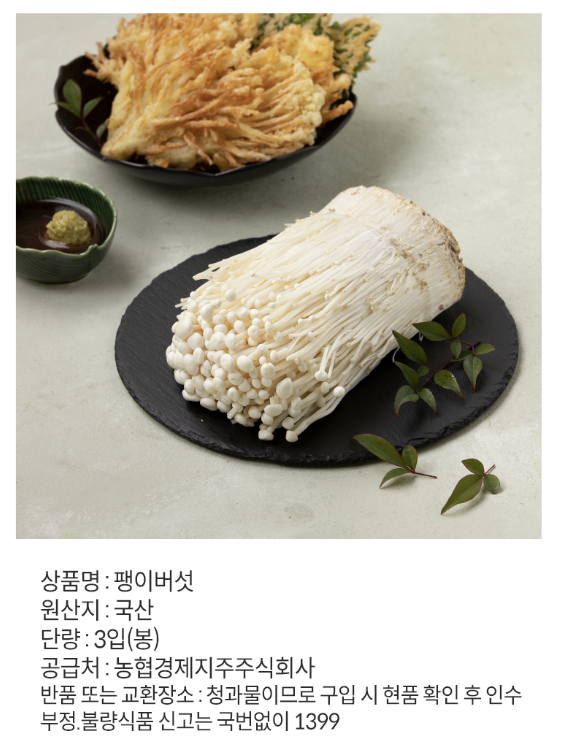 상품명 : 팽이버섯
원산지 : 국산
단량 : 3입(봉)
공급처 : 농협경제지주주식회사
반품 또는 교환장소 : 청과물이므로 구입 시 현품 확인 후 인수
부정.불량식품 신고는 국번없이 1399